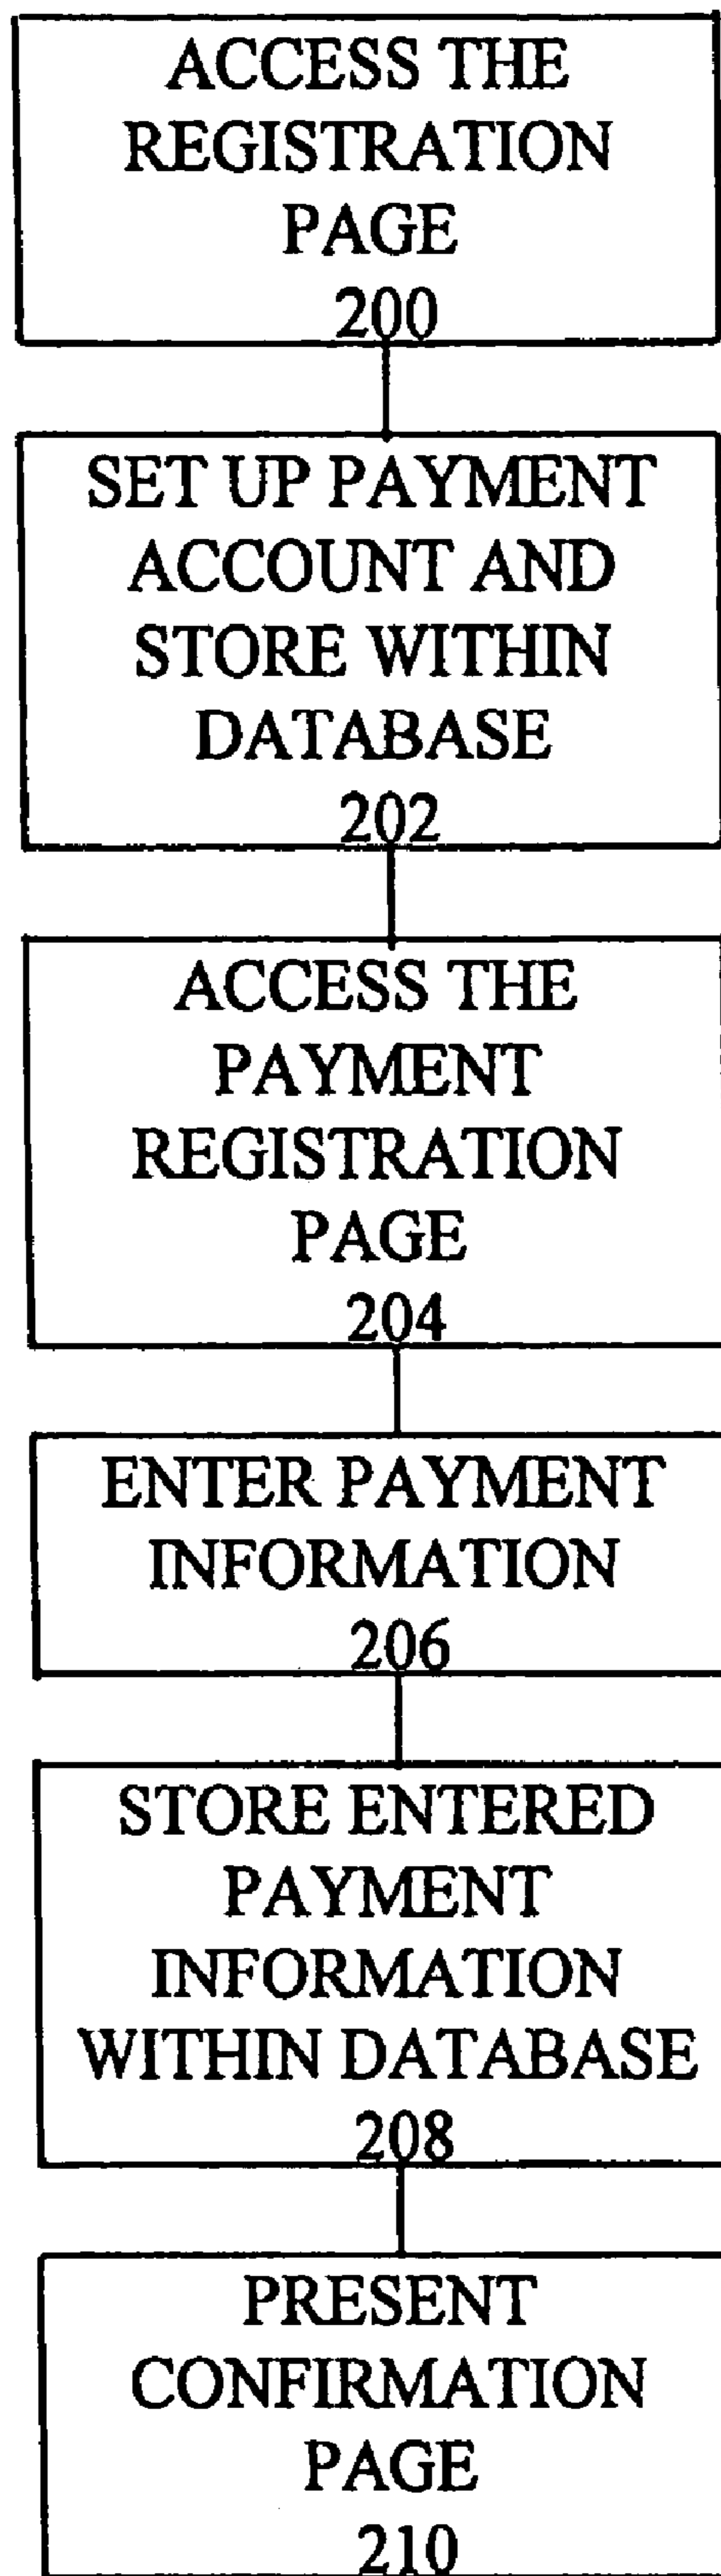 ACCESS THE
REGISTRATION
PAGE
200
SET UP PAYMENT
ACCOUNT AND
STORE WITHIN
DATABASE
202
ACCESS THE
PAYMENT
REGISTRATION
PAGE
204
ENTER PAYMENT
INFORMATION
206
STORE ENTERED
PAYMENT
INFORMATION
WITHIN DATABASE
208
PRESENT
CONFIRMATION
PAGE
210